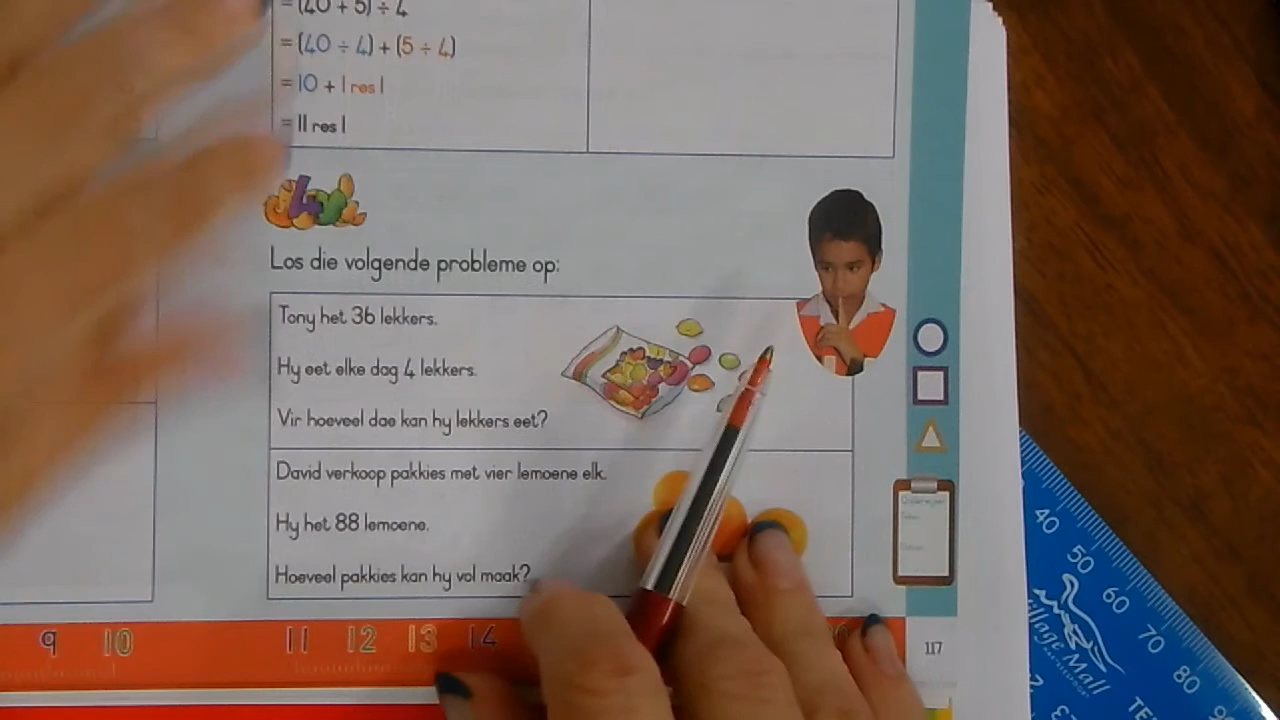 = (40 + 5) ÷ 4
= (40 ÷ 4) + (5 ÷ 4)
= 10 + 1 res 1
= 11 res 1
4
Los die volgende probleme op:
Tony het 36 lekkers.
Hy eet elke dag 4 lekkers.
Vir hoeveel dae kan hy lekkers eet?
David verkoop pakkies met vier lemoene elk.
Hy het 88 lemoene.
Hoeveel pakkies kan hy vol maak?
9 10 11 12 13 14
117
40 50 60 70 80
Village Mall